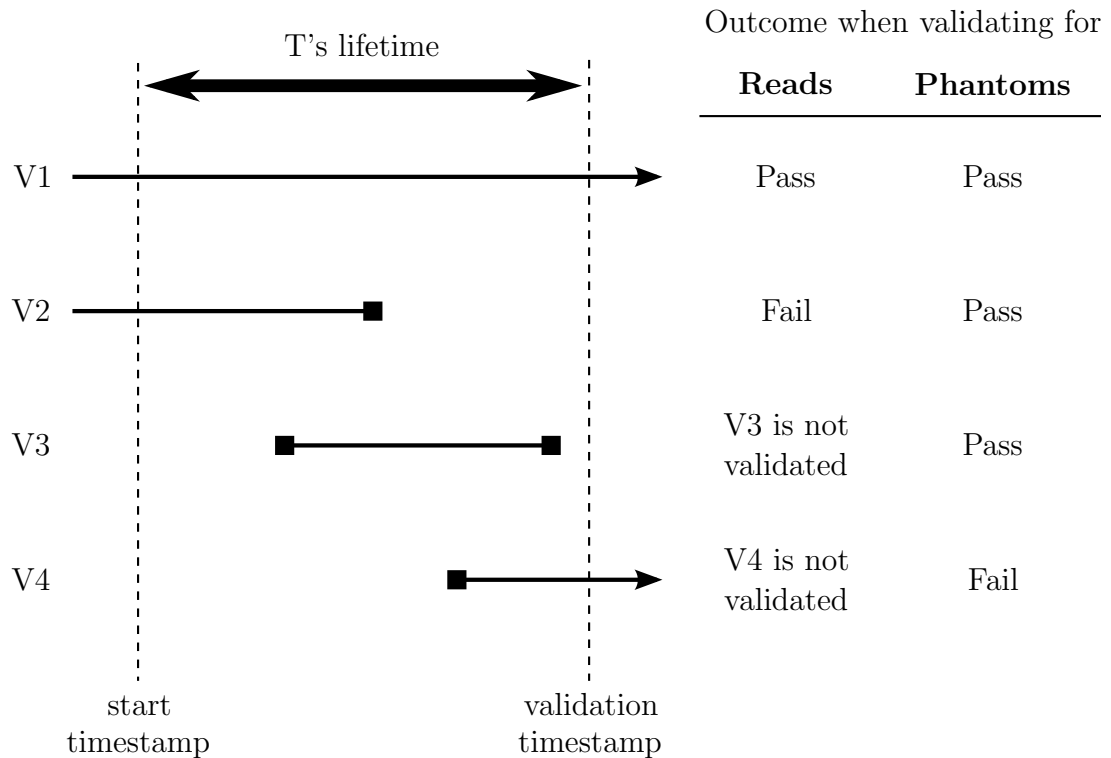 Outcome when validating for
T's lifetime
Reads Phantoms
V1 Pass Pass
V2 Fail Pass
V3 V3 is not
validated Pass
V4 V4 is not
validated Fail
start
timestamp
validation
timestamp